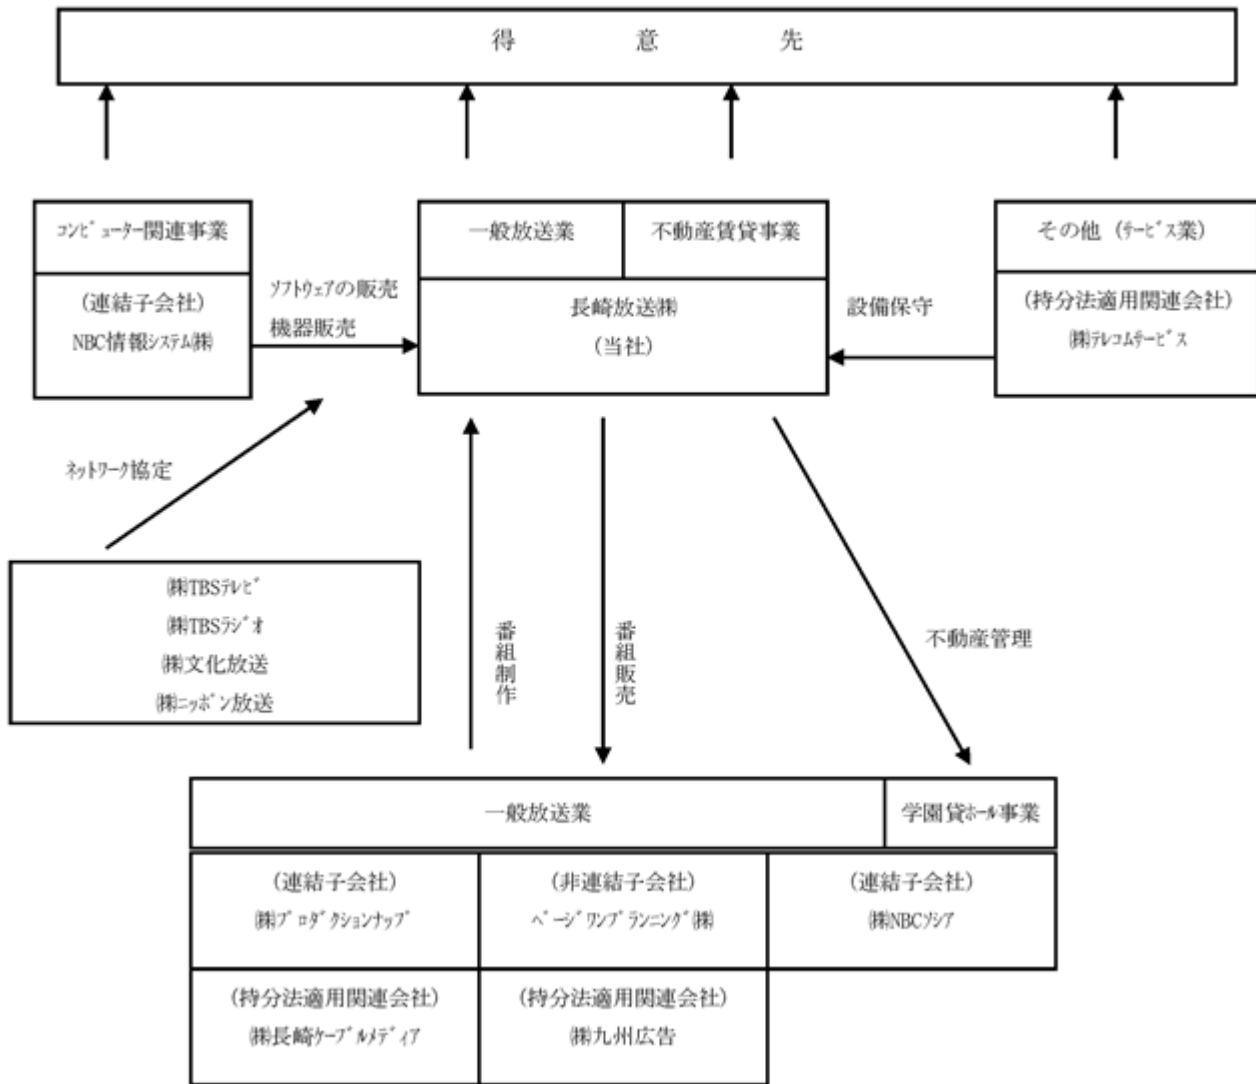 得意先
コンピューター関連事業
一般放送業
不動産賃貸事業
その他（サービス業）
(連結子会社)
NBC情報システム㈱
ソフトウェアの販売
機器販売
長崎放送㈱
(当社)
設備保守
(持分法適用関連会社)
㈱テレコムサービス
ネットワーク協定
㈱TBSテレビ
㈱TBSラジオ
㈱文化放送
㈱ニッポン放送
番組制作
番組販売
不動産管理
一般放送業
学園貸ホール事業
(連結子会社)
㈱プロダクションナップ
(非連結子会社)
ページワンプランニング㈱
(連結子会社)
㈱NBCソシア
(持分法適用関連会社)
㈱長崎ケーブルメディア
(持分法適用関連会社)
㈱九州広告